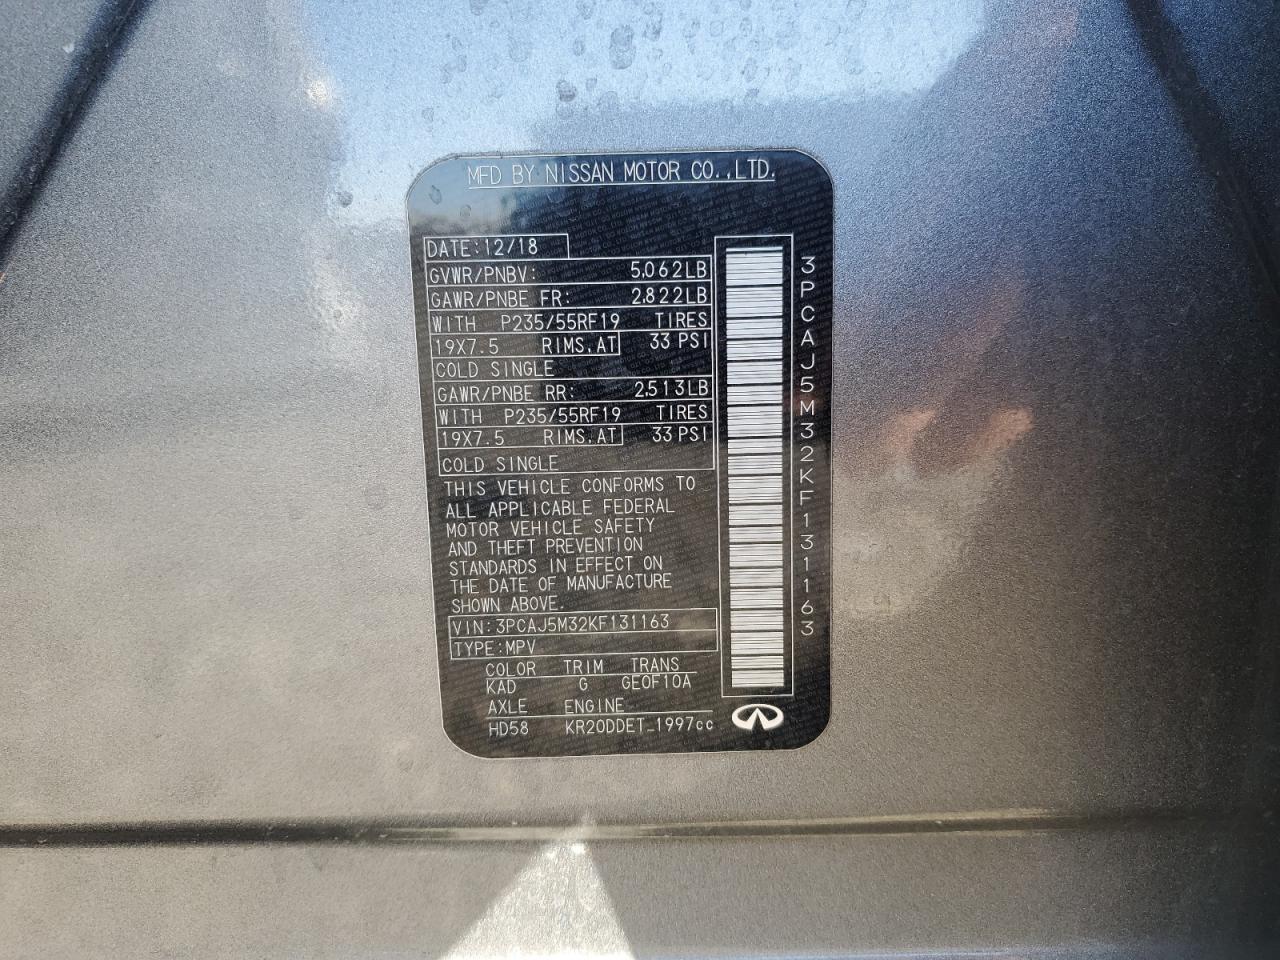 MFD BY NISSAN MOTOR CO.,LTD.
DATE:12/18
GVWR/PNBV: 5,062LB
GAWR/PNBE FR: 2,822LB
WITH P235/55RF19 TIRES
19X7.5 RIMS,AT 33 PSI
COLD SINGLE
GAWR/PNBE RR: 2,513LB
WITH P235/55RF19 TIRES
19X7.5 RIMS,AT 33 PSI
COLD SINGLE
THIS VEHICLE CONFORMS TO
ALL APPLICABLE FEDERAL
MOTOR VEHICLE SAFETY
AND THEFT PREVENTION
STANDARDS IN EFFECT ON
THE DATE OF MANUFACTURE
SHOWN ABOVE.
VIN:3PCAJ5M32KF131163
TYPE:MPV
COLOR TRIM TRANS
KAD G GE0F10A
AXLE ENGINE
HD58 KR20DDET_1997cc
3PCAJ5M32KF131163